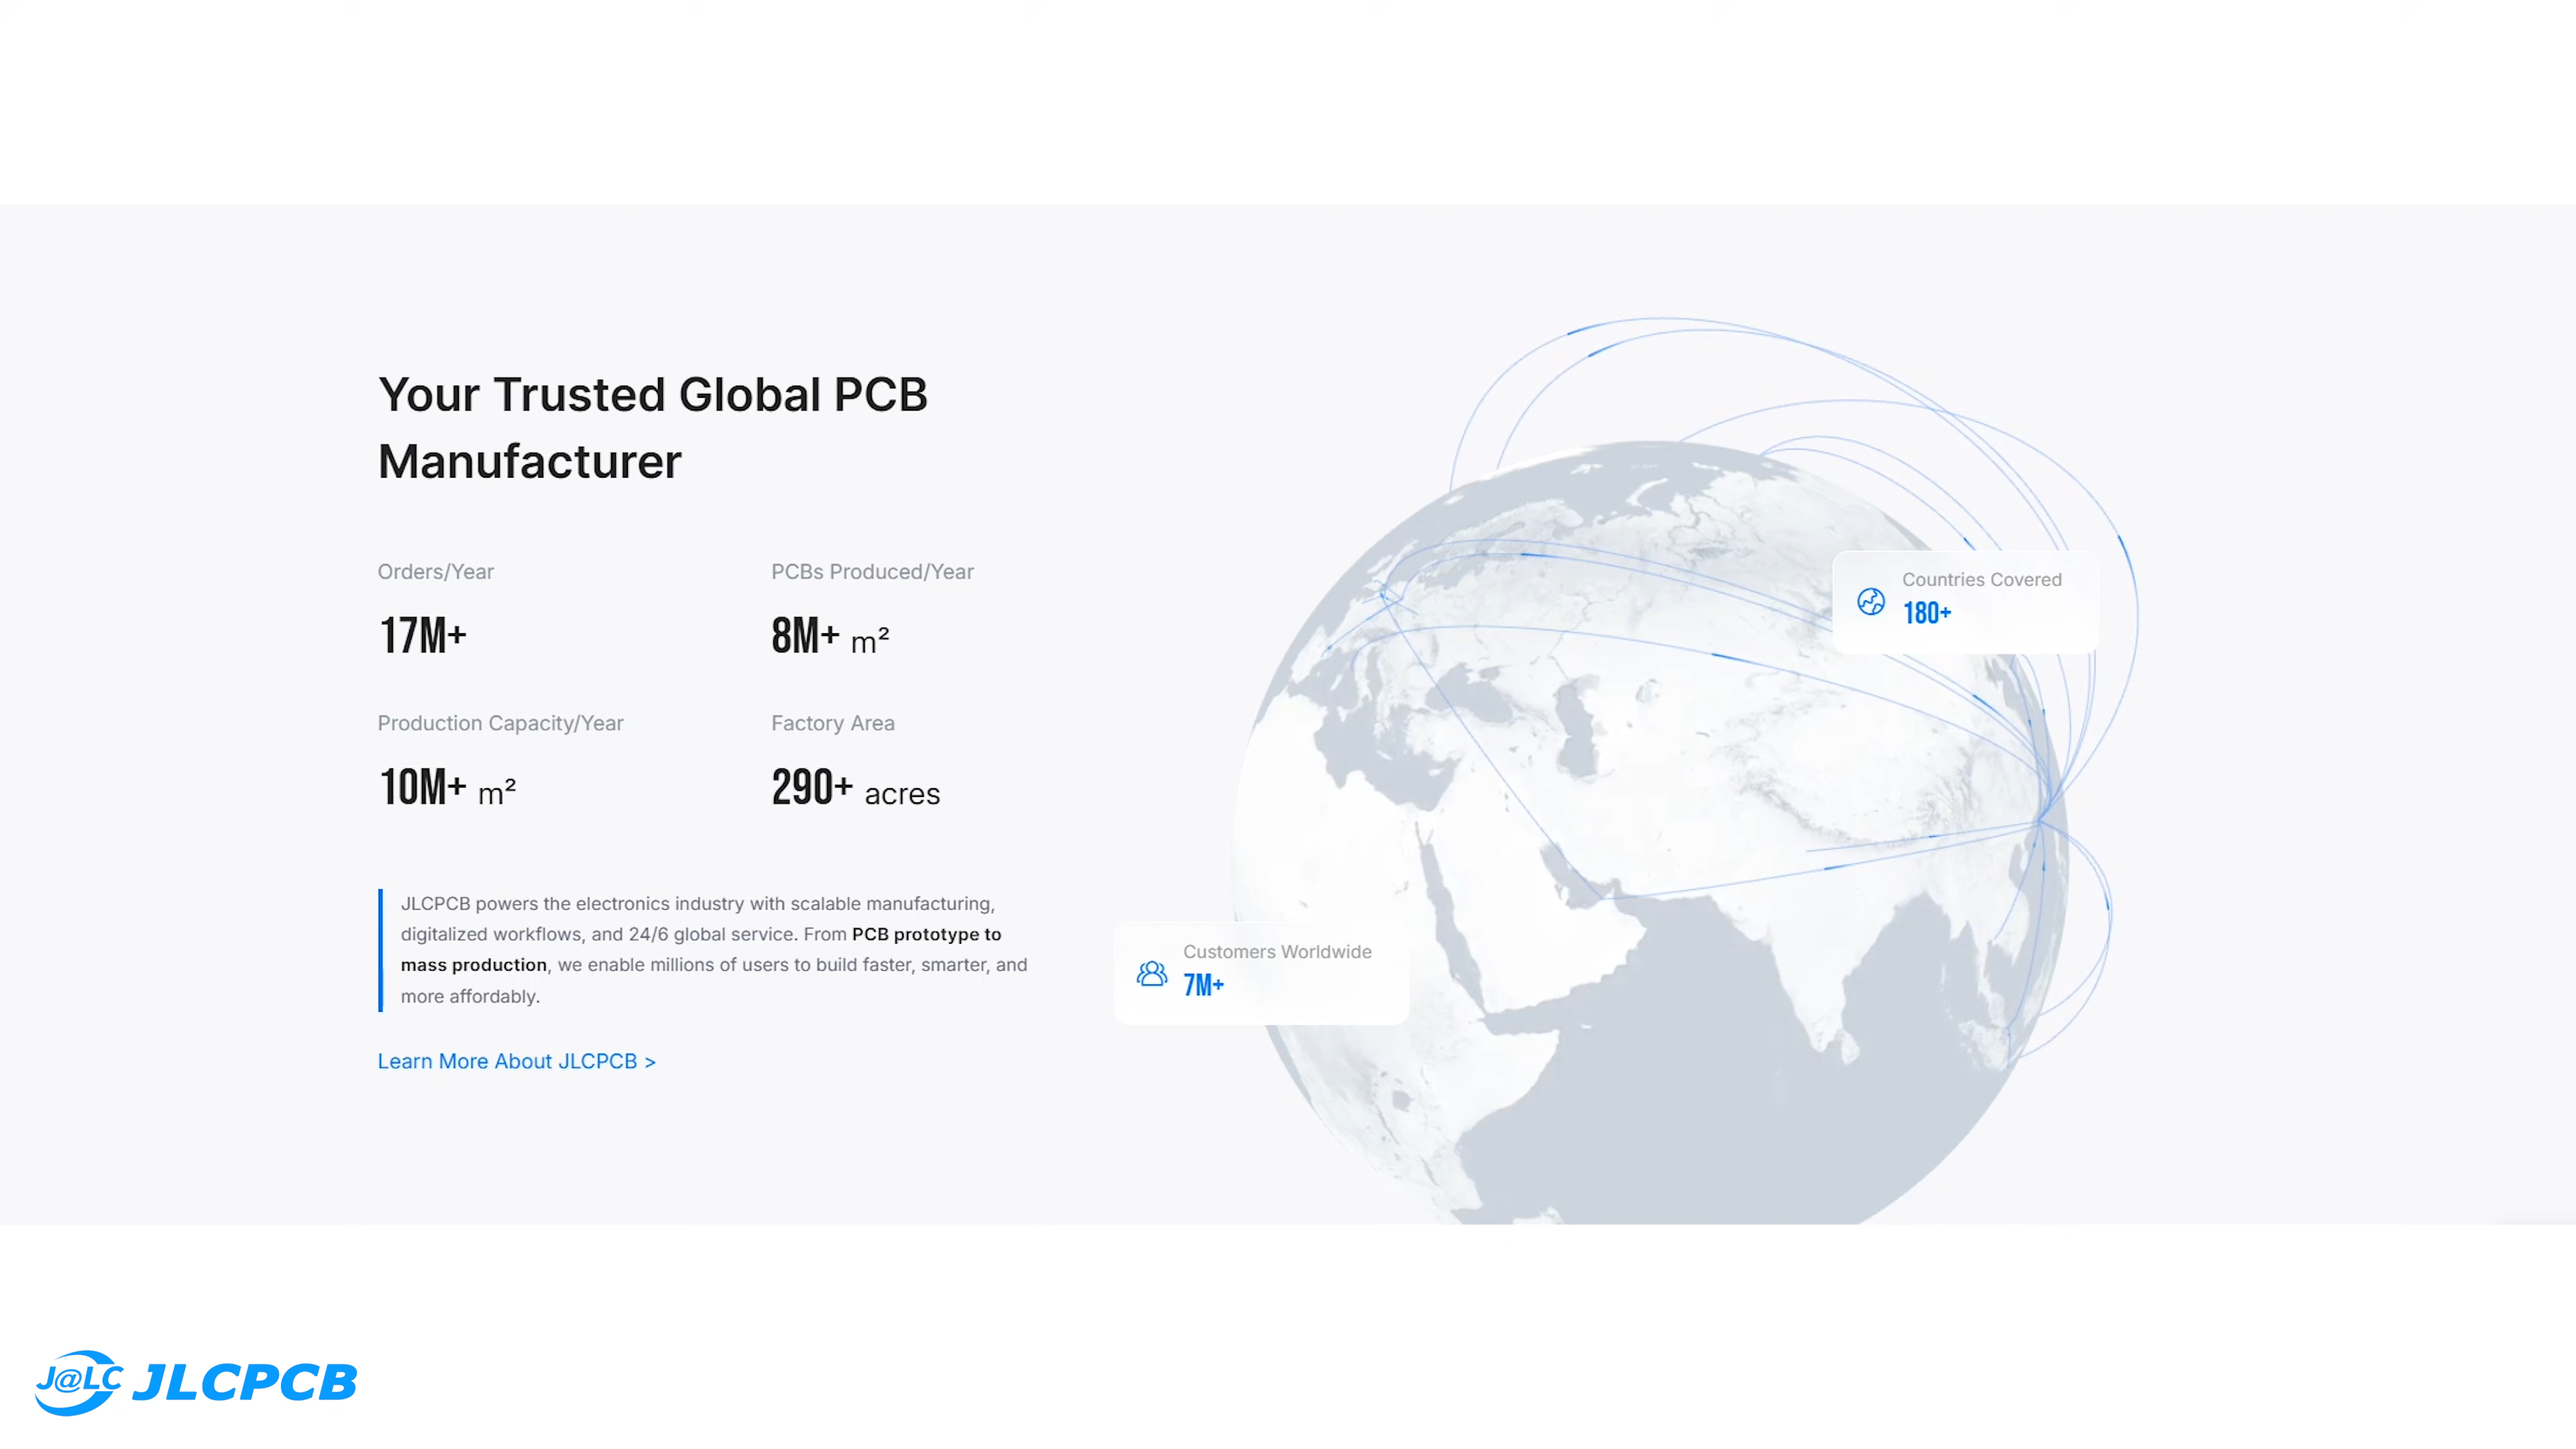 Your Trusted Global PCB
Manufacturer
Orders/Year
17M+
PCBs Produced/Year
8M+ m²
Production Capacity/Year
10M+ m²
Factory Area
290+ acres
JLCPCB powers the electronics industry with scalable manufacturing,
digitalized workflows, and 24/6 global service. From PCB prototype to
mass production, we enable millions of users to build faster, smarter, and
more affordably.
Learn More About JLCPCB >
Countries Covered
180+
Customers Worldwide
7M+
J@LC JLCPCB